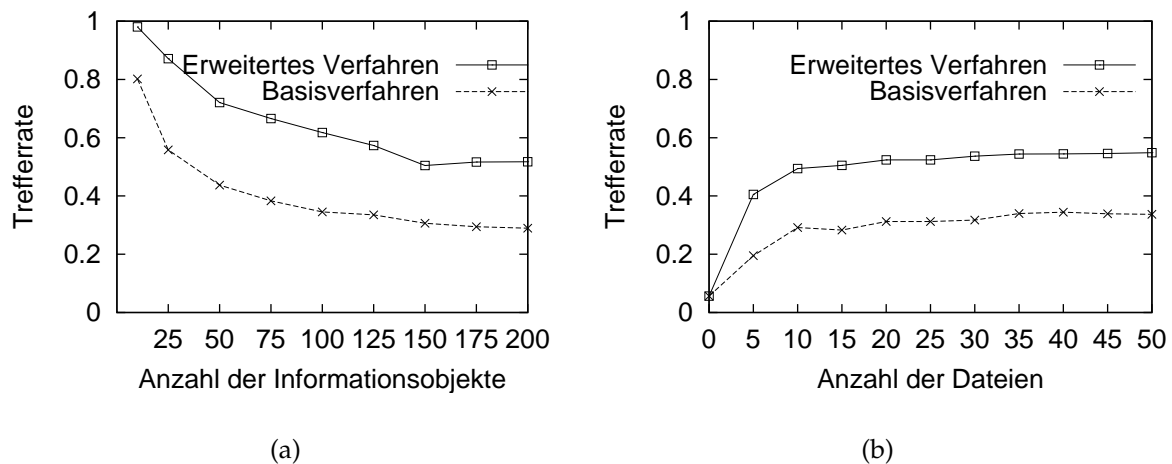 1
0.8
0.6
0.4
0.2
0
Trefferrate
Erweitertes Verfahren
Basisverfahren
25 50 75 100 125 150 175 200
Anzahl der Informationsobjekte
(a)
1
0.8
0.6
0.4
0.2
0
Trefferrate
Erweitertes Verfahren
Basisverfahren
0 5 10 15 20 25 30 35 40 45 50
Anzahl der Dateien
(b)